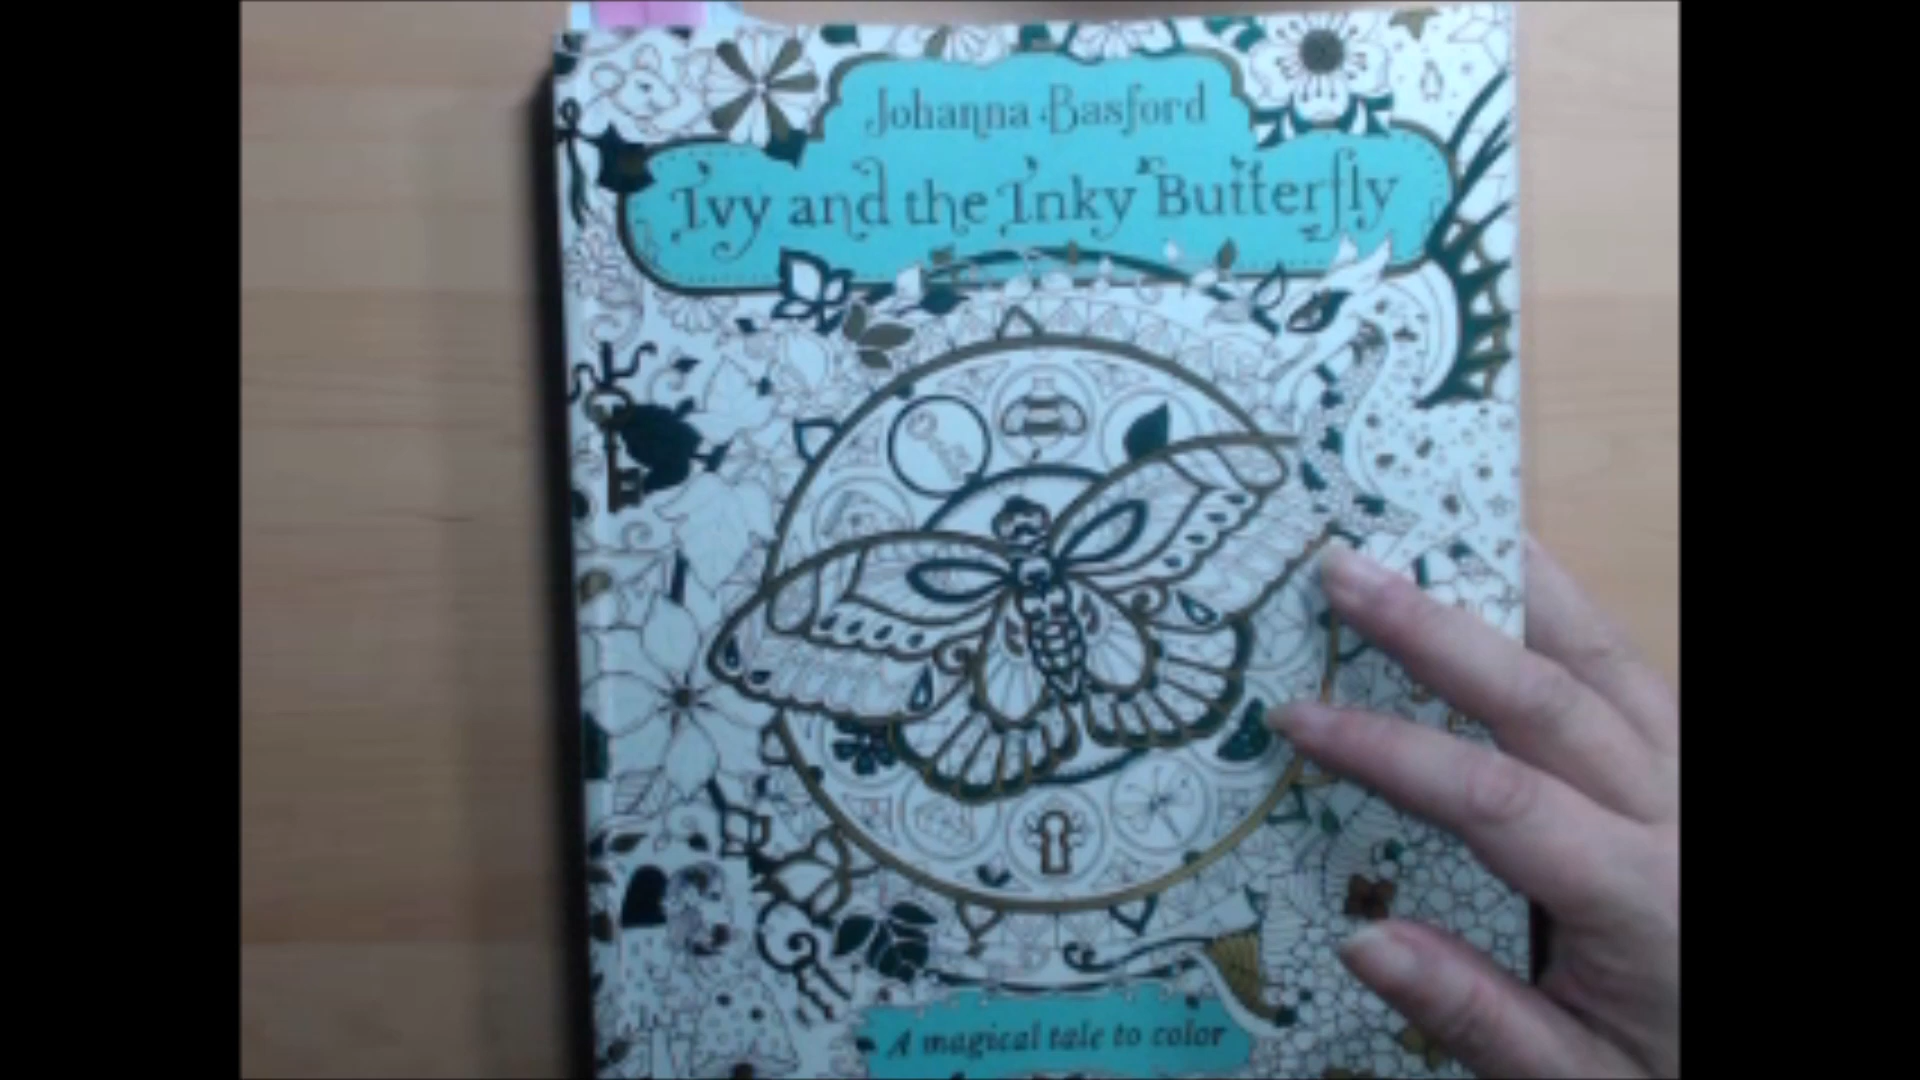 Johanna Basford
Ivy and the Inky Butterfly
A magical tale to color